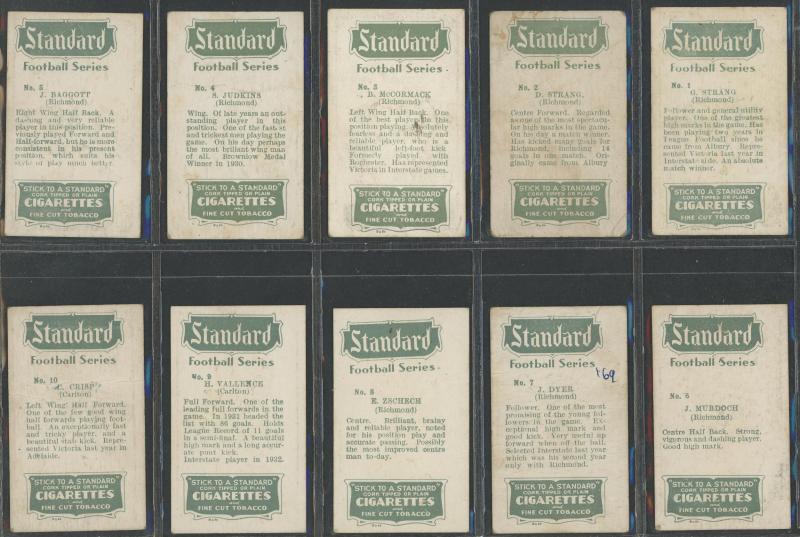 Standard
Football Series
No. 5
J. BAGGOTT
(Richmond)
Right Wing Half Back. A
dashing and very reliable
player in this position. Pre-
viously played Forward and
Half-forward, but he is more
consistent in his present
position, which suits his
style of play much better.
"STICK TO A STANDARD"
CORK TIPPED OR PLAIN
CIGARETTES
and
FINE CUT TOBACCO
Standard
Football Series
No. 4
S. JUDKINS
(Richmond)
Wing. Of late years an out-
standing player in this
position. One of the fastest
and trickiest men playing the
game. On his day perhaps
the most brilliant wing man
of all. Brownlow Medal
Winner in 1930.
"STICK TO A STANDARD"
CORK TIPPED OR PLAIN
CIGARETTES
and
FINE CUT TOBACCO
Standard
Football Series
No. 3
B. McCORMACK
(Richmond)
Left Wing Half Back. One
of the best players in this
position playing. Absolutely
fearless and a dashing and
reliable player, who is a
beautiful left-foot kick
Formerly played with
Rochester. Has represented
Victoria in Interstate games.
"STICK TO A STANDARD"
CORK TIPPED OR PLAIN
CIGARETTES
and
FINE CUT TOBACCO
Standard
Football Series
No. 2
D. STRANG,
(Richmond)
Centre Forward. Regarded
as one of the most spectacu-
lar high marks in the game.
On his day a match winner.
Has kicked many goals for
Richmond, including 14
goals in one match. Ori-
ginally came from Albury
"STICK TO A STANDARD"
CORK TIPPED OR PLAIN
CIGARETTES
and
FINE CUT TOBACCO
Standard
Football Series
No. 1
G. STRANG
(Richmond)
Follower and general utility
player. One of the greatest
high marks in the game. Has
been playing two years in
League Football since he
came from Albury. Repre-
sented Victoria last year in
Interstate side. An absolute
match winner.
"STICK TO A STANDARD"
CORK TIPPED OR PLAIN
CIGARETTES
and
FINE CUT TOBACCO
Standard
Football Series
No. 10
C. CRISP
(Carlton)
Left Wing Half Forward.
One of the few good wing
half forwards playing foot-
ball. An exceptionally fast
and tricky player, and a
beautiful stab kick. Repre-
sented Victoria last year in
Adelaide.
"STICK TO A STANDARD"
CORK TIPPED OR PLAIN
CIGARETTES
and
FINE CUT TOBACCO
Standard
Football Series
No. 9
H. VALLENCE
(Carlton)
Full Forward. One of the
leading full forwards in the
game. In 1931 headed the
list with 86 goals. Holds
League Record of 11 goals
in a semi-final. A beautiful
high mark and a long accur-
ate punt kick.
Interstate player in 1932.
"STICK TO A STANDARD"
CORK TIPPED OR PLAIN
CIGARETTES
and
FINE CUT TOBACCO
Standard
Football Series
No. 8
E. ZSCHECH
(Richmond)
Centre. Brilliant, brainy
and reliable player, noted
for his position play and
accurate passing. Possibly
the most improved centre
man to-day.
"STICK TO A STANDARD"
CORK TIPPED OR PLAIN
CIGARETTES
and
FINE CUT TOBACCO
Standard
Football Series
'69
No. 7
J. DYER
(Richmond)
Follower. One of the most
promising of the young fol-
lowers in the game. Ex-
ceptional high mark and
good kick. Very useful up
forward when off the ball.
Selected Interstate last year
which was his second year
only with Richmond.
"STICK TO A STANDARD"
CORK TIPPED OR PLAIN
CIGARETTES
and
FINE CUT TOBACCO
Standard
Football Series
No. 6
J. MURDOCH
(Richmond)
Centre Half Back. Strong,
vigorous and dashing player.
Good high mark.
"STICK TO A STANDARD"
CORK TIPPED OR PLAIN
CIGARETTES
and
FINE CUT TOBACCO